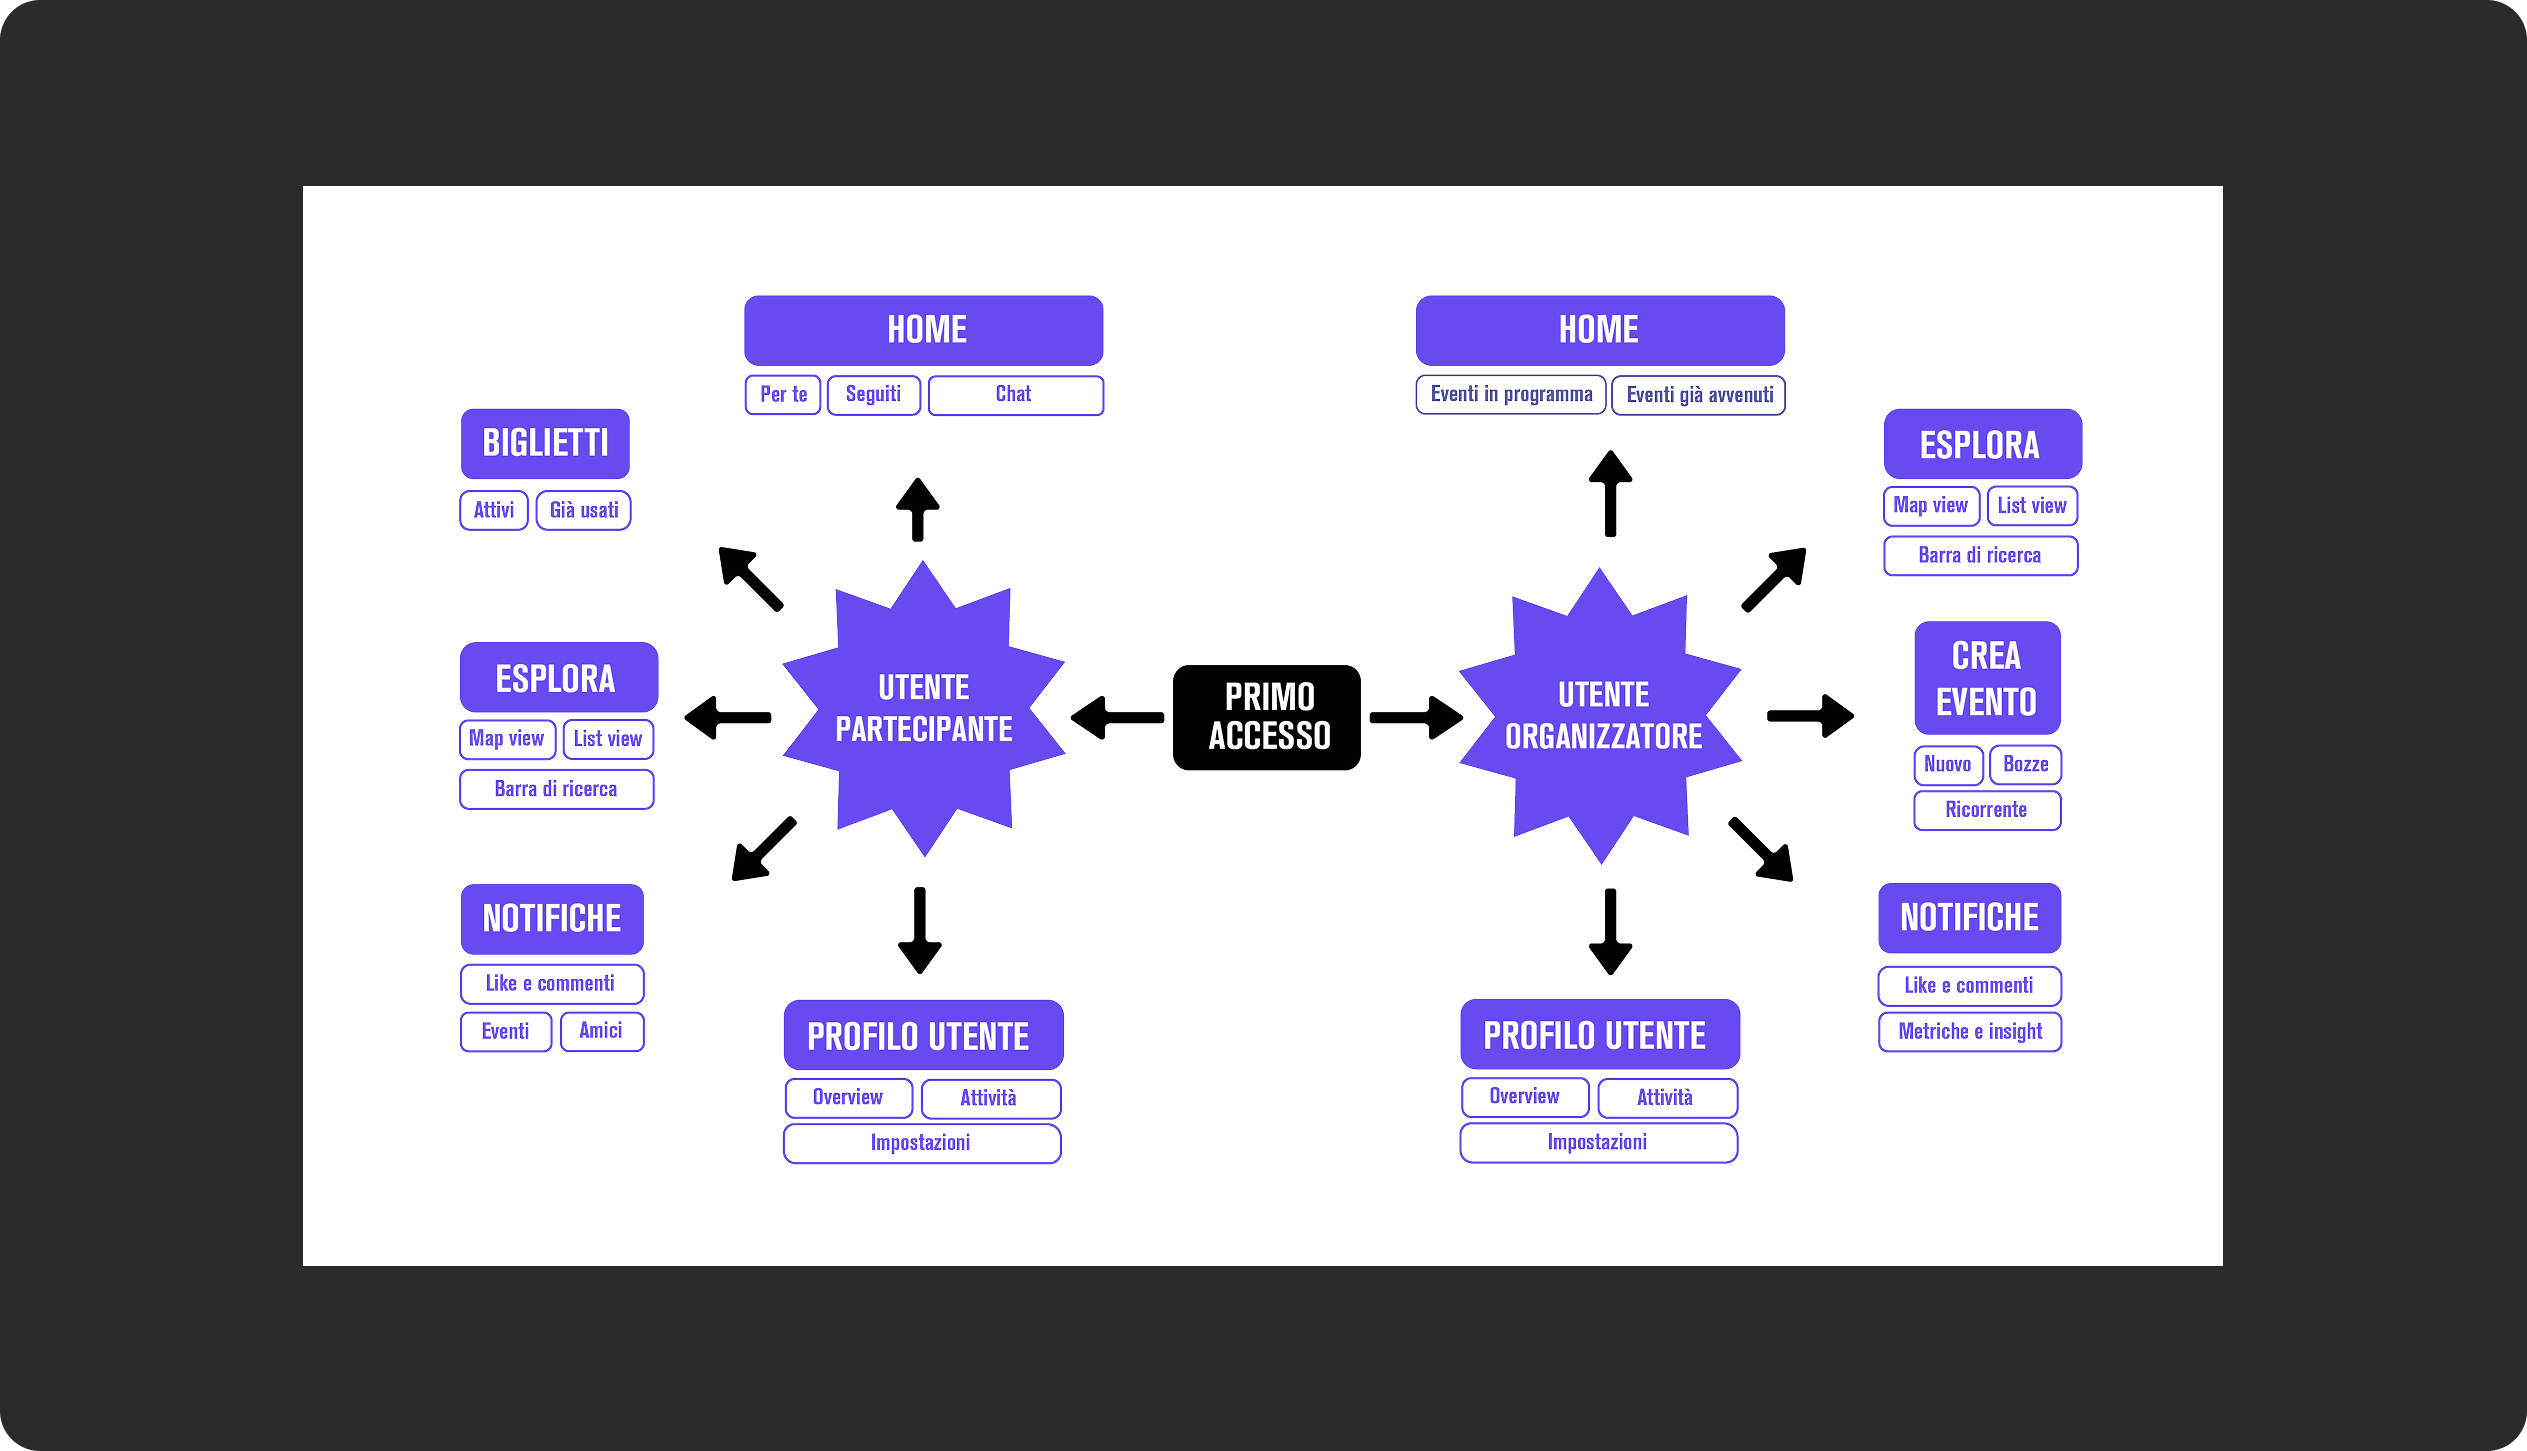 HOME
Per te
Seguiti
Chat
BIGLIETTI
Attivi
Già usati
ESPLORA
Map view
List view
Barra di ricerca
NOTIFICHE
Like e commenti
Eventi
Amici
UTENTE
PARTECIPANTE
PROFILO UTENTE
Overview
Attività
Impostazioni
PRIMO
ACCESSO
HOME
Eventi in programma
Eventi già avvenuti
UTENTE
ORGANIZZATORE
ESPLORA
Map view
List view
Barra di ricerca
CREA
EVENTO
Nuovo
Bozze
Ricorrente
NOTIFICHE
Like e commenti
Metriche e insight
PROFILO UTENTE
Overview
Attività
Impostazioni